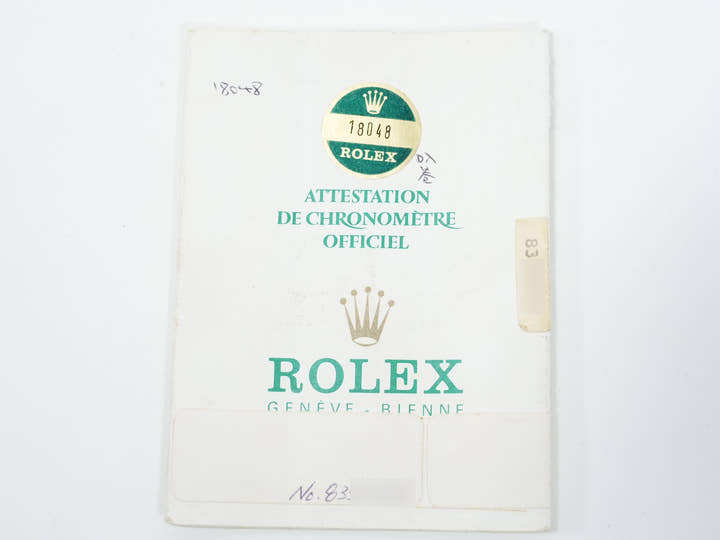 18048
18048
ROLEX
ATTESTATION
DE CHRONOMÈTRE
OFFICIEL
83
ROLEX
GENÈVE - BIENNE
No. 83